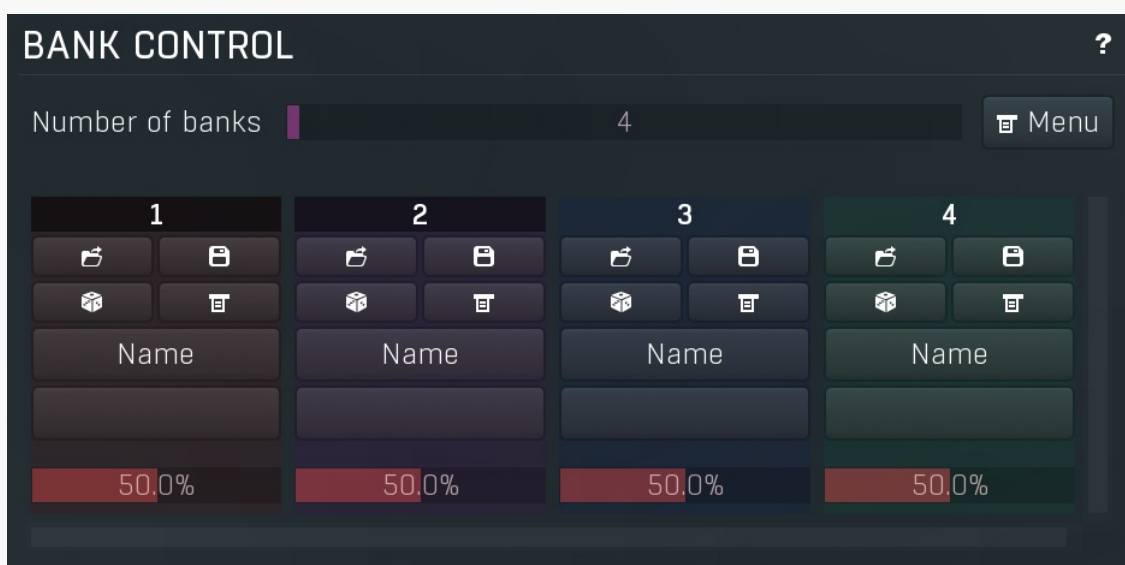 BANK CONTROL ?
Number of banks 4 Menu
1 2 3 4
Name Name Name Name
50.0% 50.0% 50.0% 50.0%